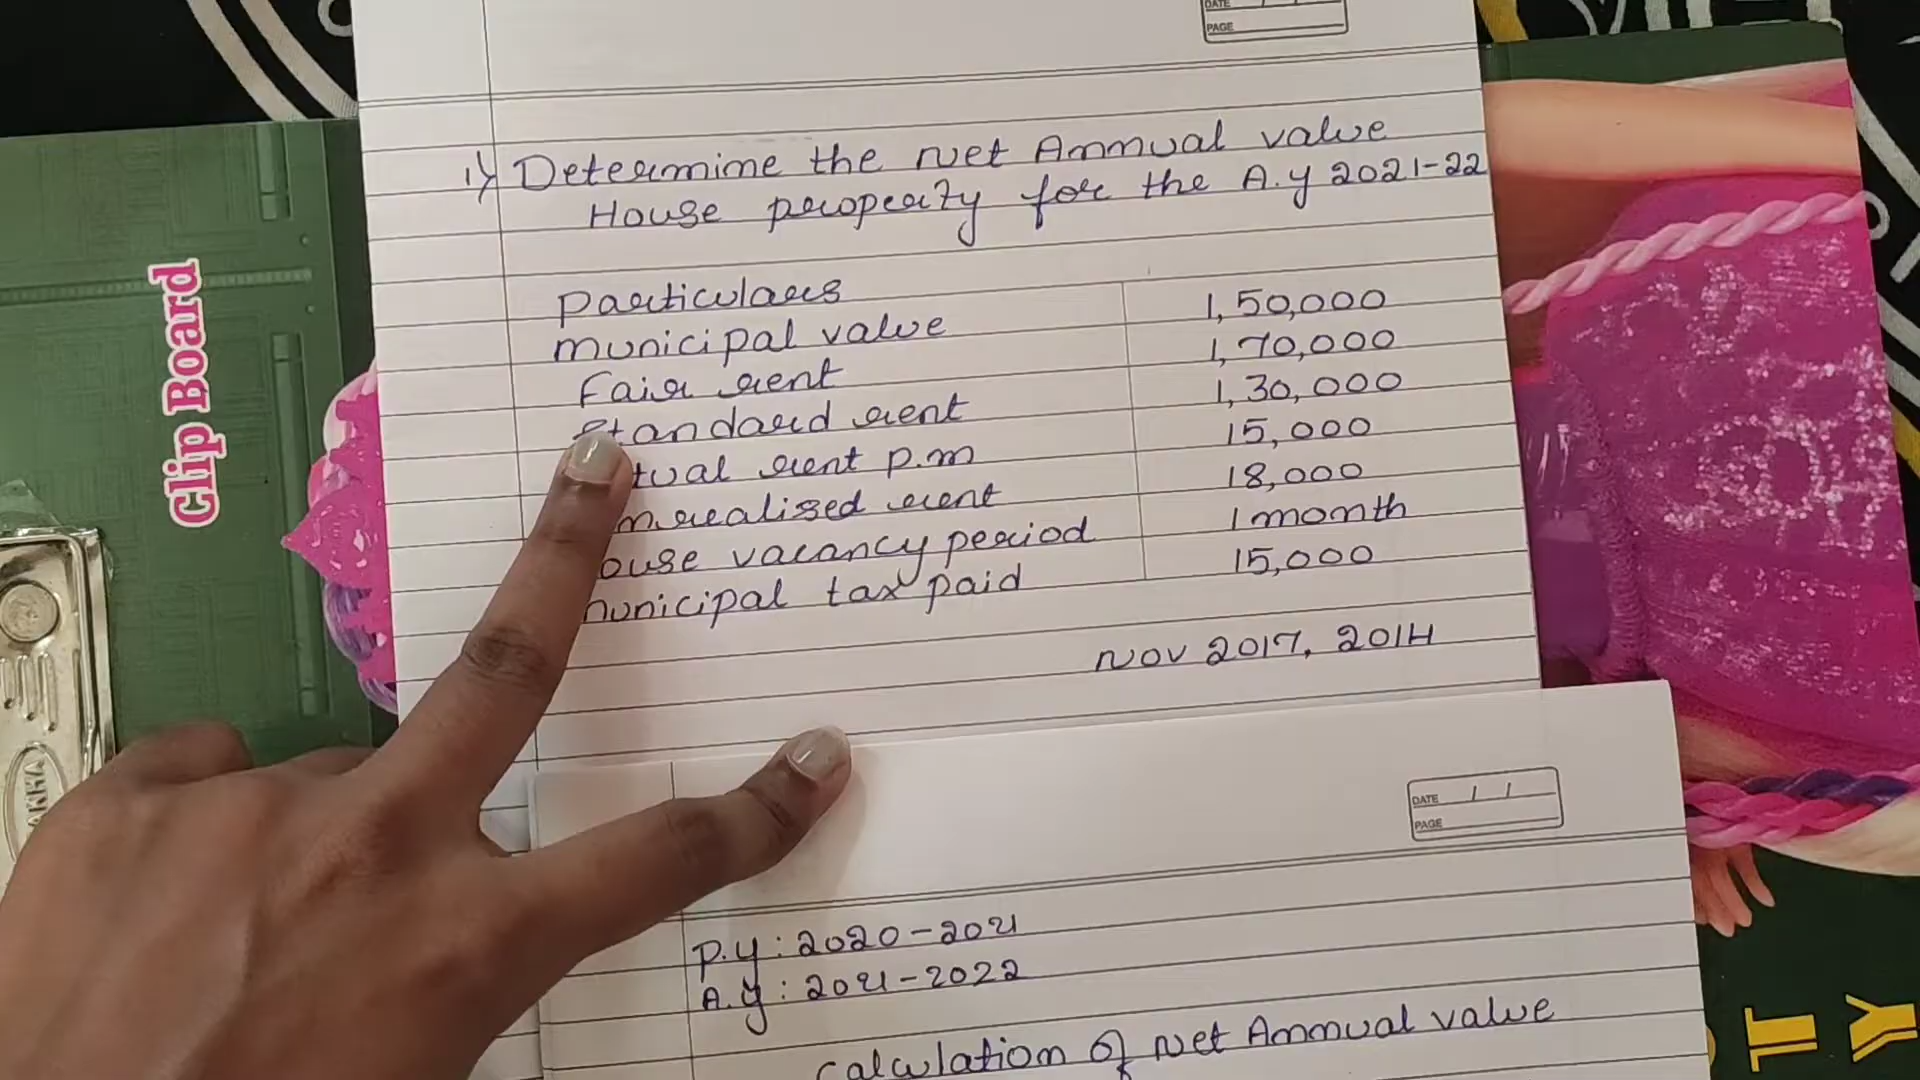 DATE / /
PAGE
1) Determine the Net Annual value
House property for the A.y 2021-22
Particulars
Municipal value 1,50,000
Fair rent 1,70,000
Standard rent 1,30,000
tual rent p.m 15,000
nrealised rent 18,000
ouse vacancy period 1 month
municipal tax paid 15,000
Nov 2017, 2014
Clip Board
DATE / /
PAGE
P.y : 2020-2021
A.y : 2021-2022
Calculation of Net Annual value
T
Y